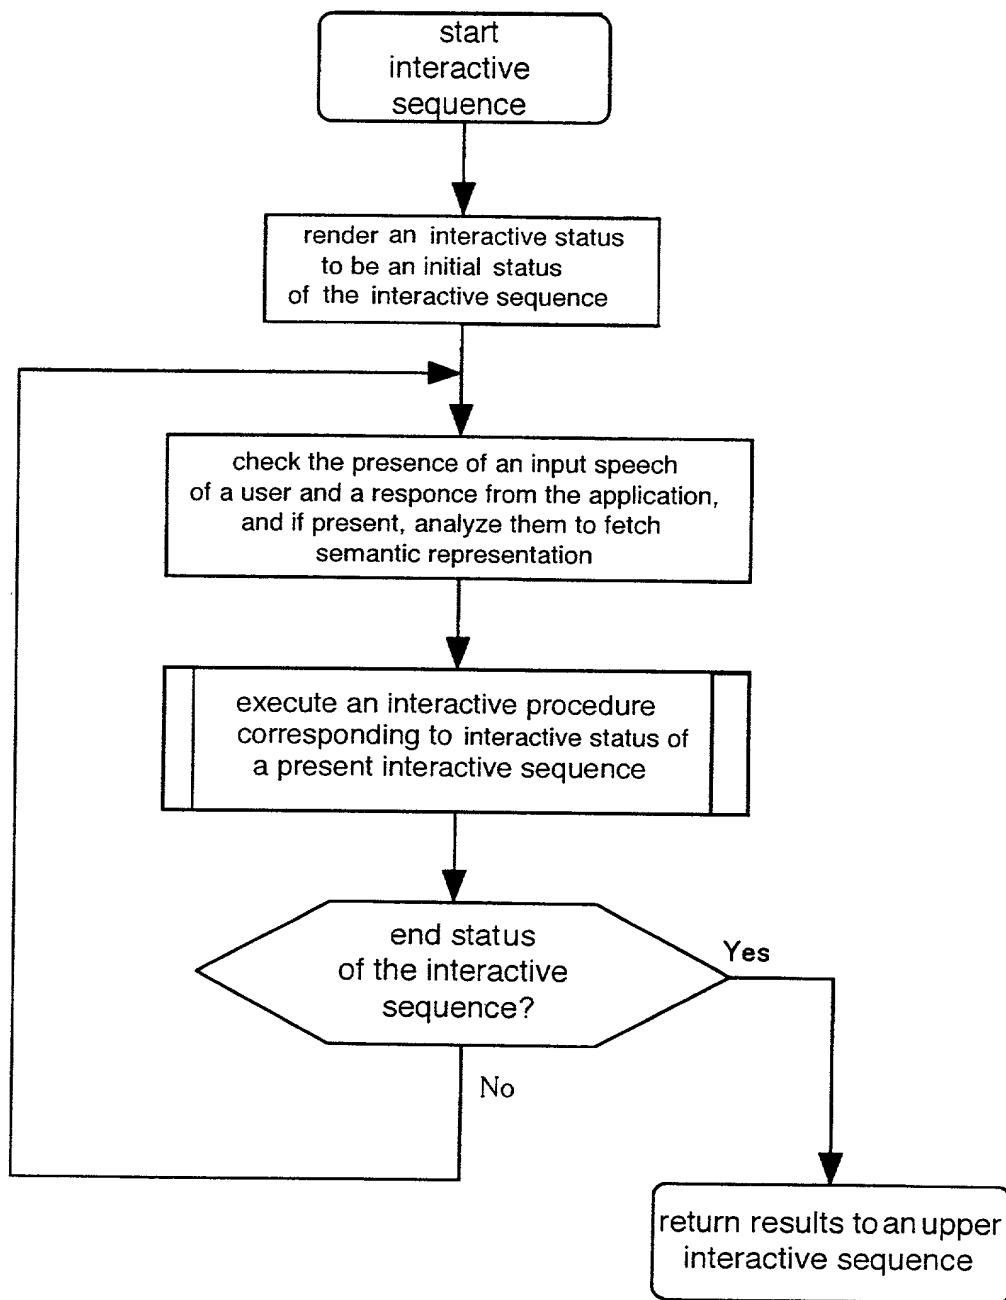 start
interactive
sequence
render an interactive status
to be an initial status
of the interactive sequence
check the presence of an input speech
of a user and a responce from the application,
and if present, analyze them to fetch
semantic representation
execute an interactive procedure
corresponding to interactive status of
a present interactive sequence
end status
of the interactive
sequence?
Yes
No
return results to an upper
interactive sequence